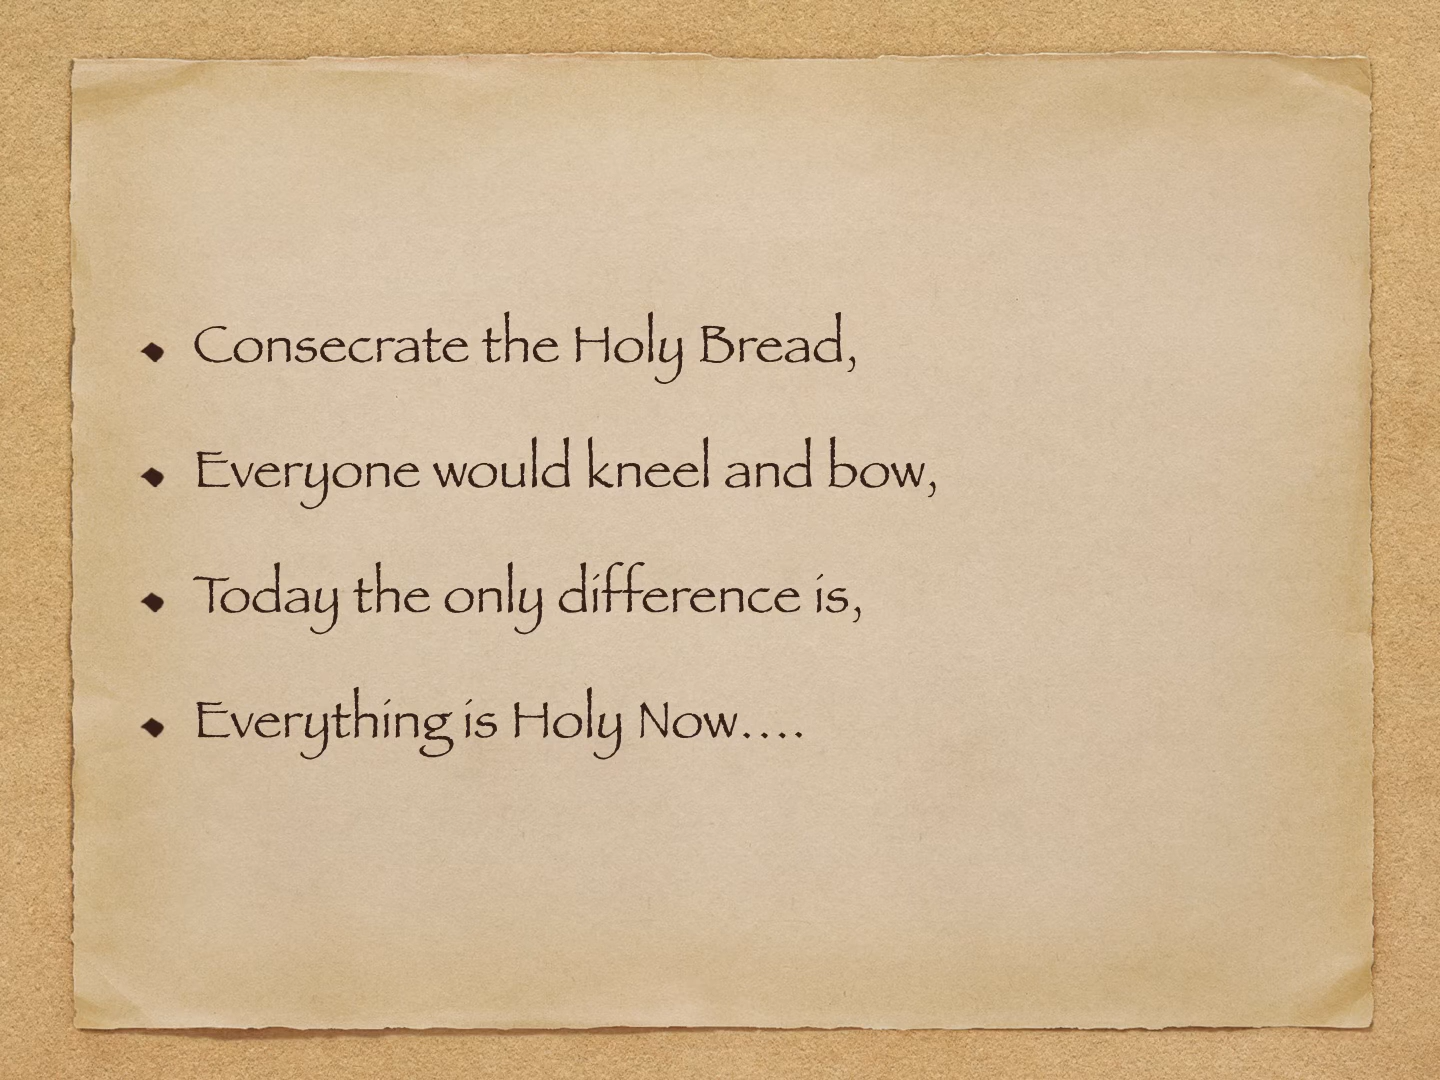 Consecrate the Holy Bread,
Everyone would kneel and bow,
Today the only difference is,
Everything is Holy Now….